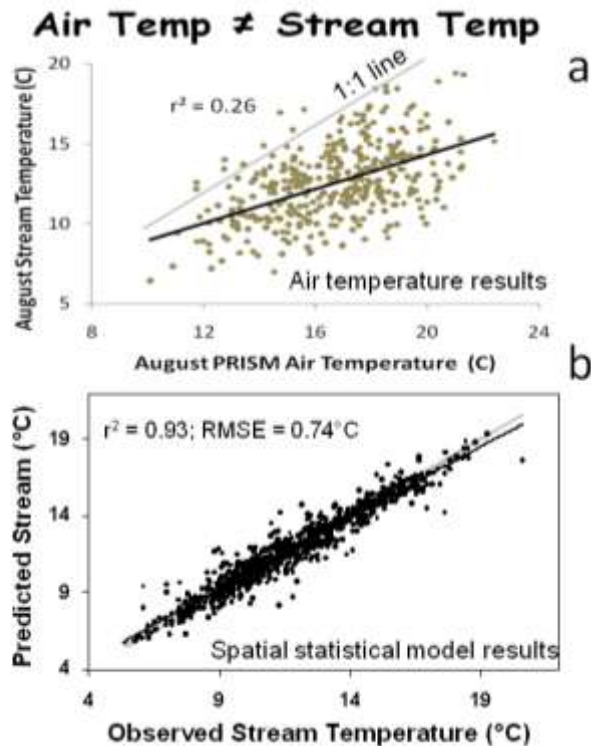 Air Temp ≠ Stream Temp
a
20
15
10
5
August Stream Temperature (C)
1:1 line
r² = 0.26
Air temperature results
8 12 16 20 24
August PRISM Air Temperature (C)
b
19
14
9
4
Predicted Stream (°C)
r² = 0.93; RMSE = 0.74°C
Spatial statistical model results
4 9 14 19
Observed Stream Temperature (°C)